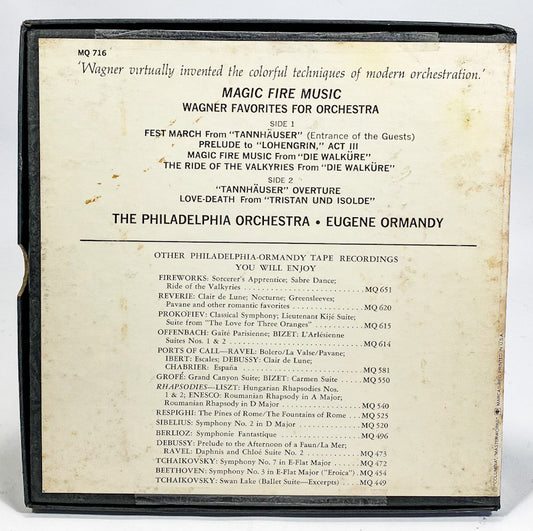 MQ 716
'Wagner virtually invented the colorful techniques of modern orchestration.'
MAGIC FIRE MUSIC
WAGNER FAVORITES FOR ORCHESTRA
SIDE 1
FEST MARCH From "TANNHÄUSER" (Entrance of the Guests)
PRELUDE to "LOHENGRIN," ACT III
MAGIC FIRE MUSIC From "DIE WALKÜRE"
THE RIDE OF THE VALKYRIES From "DIE WALKÜRE"
SIDE 2
"TANNHÄUSER" OVERTURE
LOVE-DEATH From "TRISTAN UND ISOLDE"
THE PHILADELPHIA ORCHESTRA • EUGENE ORMANDY
OTHER PHILADELPHIA-ORMANDY TAPE RECORDINGS
YOU WILL ENJOY
FIREWORKS: Sorcerer's Apprentice; Sabre Dance;
Ride of the Valkyries ... MQ 651
REVERIE: Clair de Lune; Nocturne; Greensleeves;
Pavane and other romantic favorites ... MQ 620
PROKOFIEV: Classical Symphony; Lieutenant Kijé Suite;
Suite from "The Love for Three Oranges" ... MQ 615
OFFENBACH: Gaîté Parisienne; BIZET: L'Arlésienne
Suites Nos. 1 & 2 ... MQ 614
PORTS OF CALL—RAVEL: Bolero/La Valse/Pavane;
IBERT: Escales; DEBUSSY: Clair de Lune;
CHABRIER: España ... MQ 581
GROFÉ: Grand Canyon Suite; BIZET: Carmen Suite ... MQ 550
RHAPSODIES—LISZT: Hungarian Rhapsodies Nos.
1 & 2; ENESCO: Roumanian Rhapsody in A Major;
Roumanian Rhapsody in D Major ... MQ 540
RESPIGHI: The Pines of Rome/The Fountains of Rome ... MQ 525
SIBELIUS: Symphony No. 2 in D Major ... MQ 520
BERLIOZ: Symphonie Fantastique ... MQ 496
DEBUSSY: Prelude to the Afternoon of a Faun/La Mer;
RAVEL: Daphnis and Chloe Suite No. 2 ... MQ 473
TCHAIKOVSKY: Symphony No. 7 in E-Flat Major ... MQ 472
BEETHOVEN: Symphony No. 3 in E-Flat Major ("Eroica") ... MQ 454
TCHAIKOVSKY: Swan Lake (Ballet Suite—Excerpts) ... MQ 449